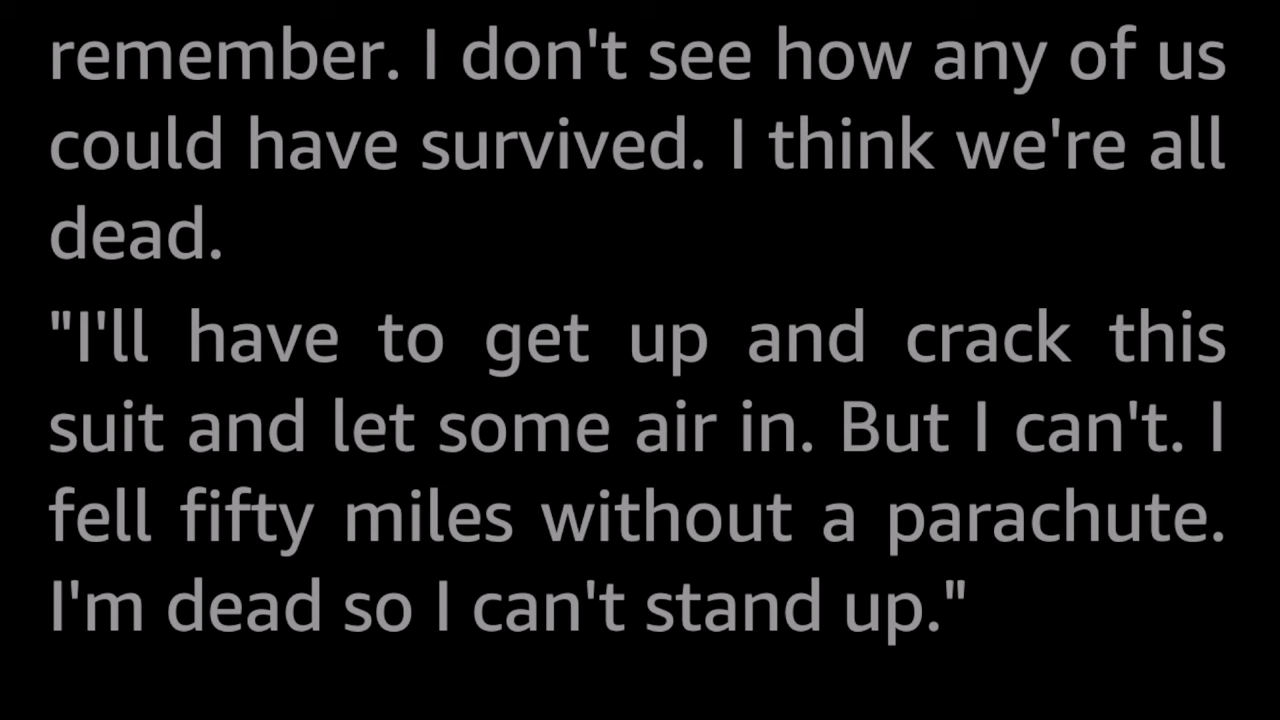 remember. I don't see how any of us
could have survived. I think we're all
dead.
"I'll have to get up and crack this
suit and let some air in. But I can't. I
fell fifty miles without a parachute.
I'm dead so I can't stand up."